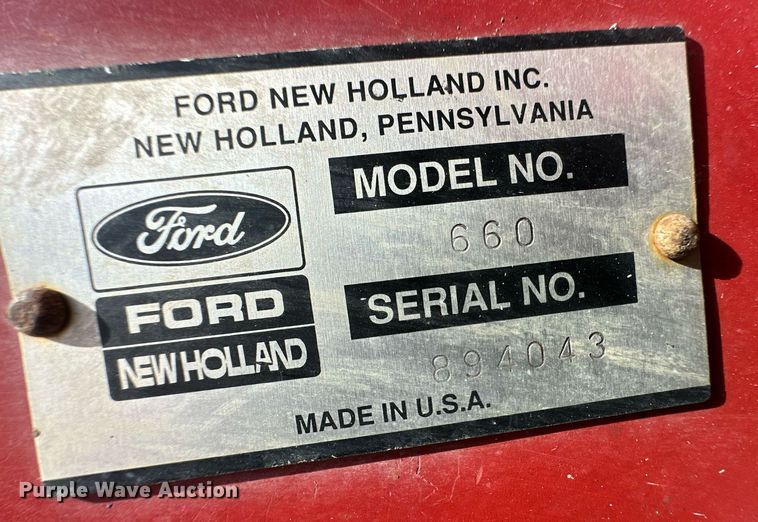 FORD NEW HOLLAND INC.
NEW HOLLAND, PENNSYLVANIA
Ford
FORD
NEW HOLLAND
MODEL NO.
660
SERIAL NO.
894043
MADE IN U.S.A.
Purple Wave Auction